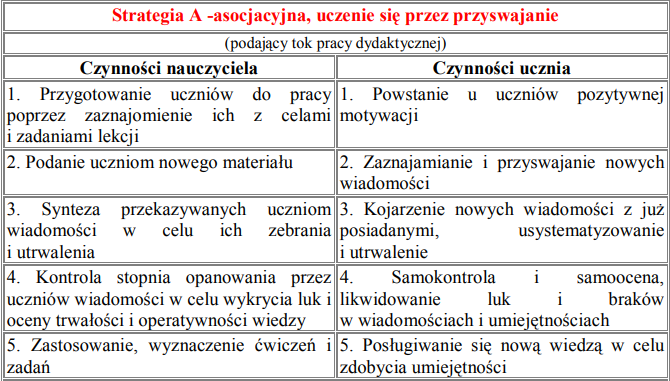 Strategia A -asocjacyjna, uczenie się przez przyswajanie
(podający tok pracy dydaktycznej)
Czynności nauczyciela
Czynności ucznia
1. Przygotowanie uczniów do pracy
poprzez zaznajomienie ich z celami
i zadaniami lekcji
1. Powstanie u uczniów pozytywnej
motywacji
2. Podanie uczniom nowego materiału
2. Zaznajamianie i przyswajanie nowych
wiadomości
3. Synteza przekazywanych uczniom
wiadomości w celu ich zebrania
i utrwalenia
3. Kojarzenie nowych wiadomości z już
posiadanymi, usystematyzowanie
i utrwalenie
4. Kontrola stopnia opanowania przez
uczniów wiadomości w celu wykrycia luk i
oceny trwałości i operatywności wiedzy
4. Samokontrola i samoocena,
likwidowanie luk i braków
w wiadomościach i umiejętnościach
5. Zastosowanie, wyznaczenie ćwiczeń i
zadań
5. Posługiwanie się nową wiedzą w celu
zdobycia umiejętności